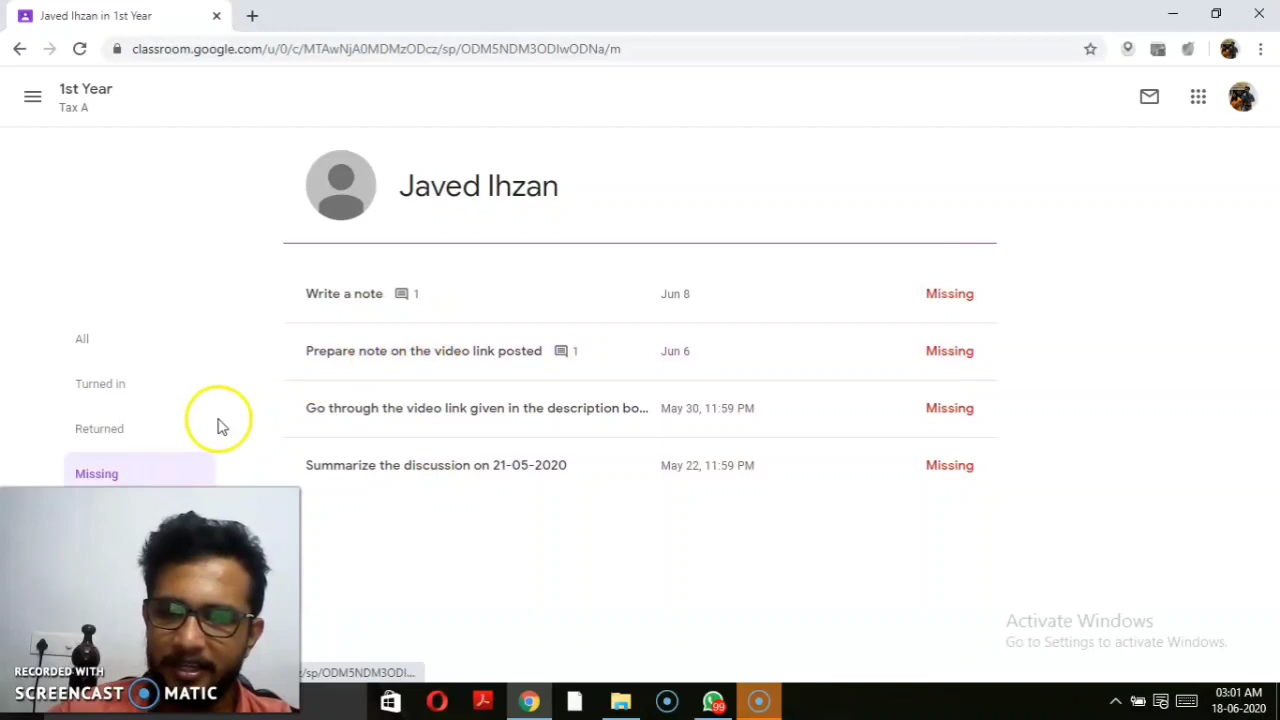 Javed Ihzan in 1st Year
classroom.google.com/u/0/c/MTAwNjA0MDMzODcz/sp/ODM5NDM3ODIwODNa/m
1st Year
Tax A
Javed Ihzan
Write a note 1 Jun 8 Missing
Prepare note on the video link posted 1 Jun 6 Missing
Go through the video link given in the description bo... May 30, 11:59 PM Missing
Summarize the discussion on 21-05-2020 May 22, 11:59 PM Missing
All
Turned in
Returned
Missing
Activate Windows
Go to Settings to activate Windows.
RECORDED WITH
SCREENCAST MATIC
/sp/ODM5NDM3ODI...
99
03:01 AM
18-06-2020